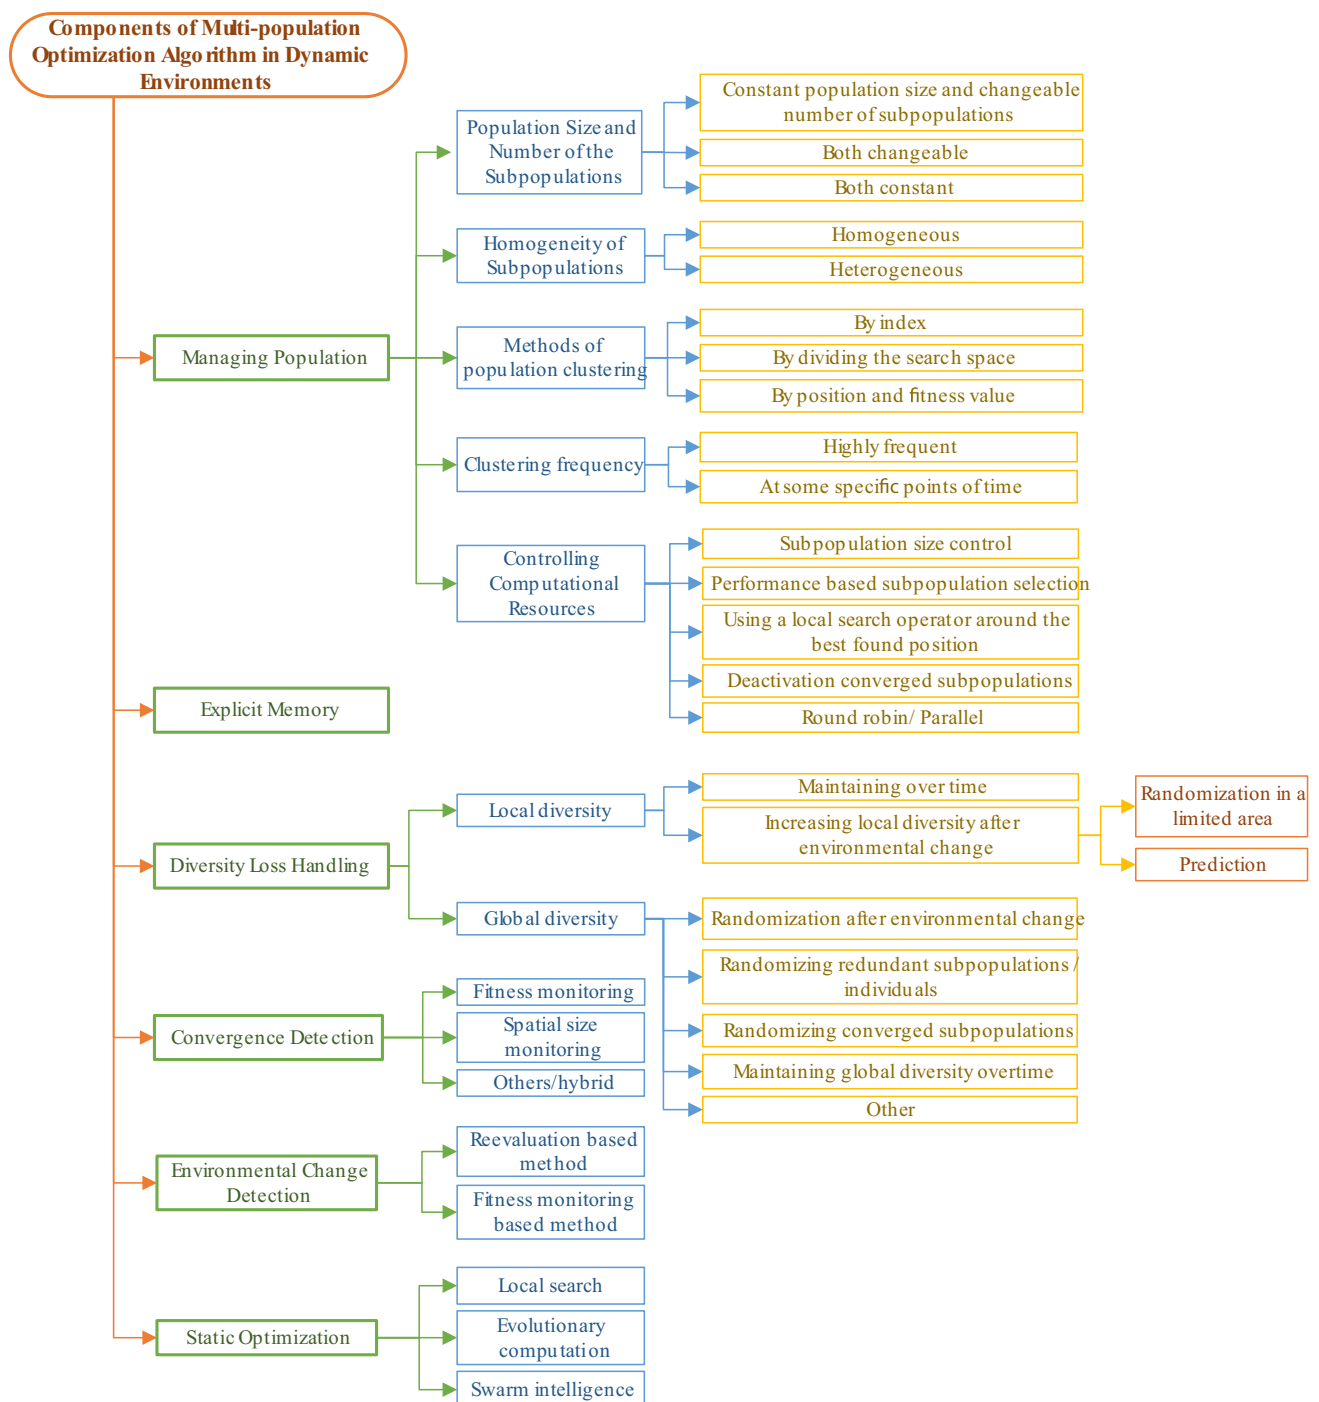 Components of Multi-population
Optimization Algorithm in Dynamic
Environments
Population Size and
Number of the
Subpopulations
Constant population size and changeable
number of subpopulations
Both changeable
Both constant
Homogeneity of
Subpopulations
Homogeneous
Heterogeneous
Managing Population
Methods of
population clustering
By index
By dividing the search space
By position and fitness value
Clustering frequency
Highly frequent
At some specific points of time
Controlling
Computational
Resources
Subpopulation size control
Performance based subpopulation selection
Using a local search operator around the
best found position
Deactivation converged subpopulations
Round robin/ Parallel
Explicit Memory
Diversity Loss Handling
Local diversity
Maintaining over time
Increasing local diversity after
environmental change
Randomization in a
limited area
Prediction
Global diversity
Randomization after environmental change
Randomizing redundant subpopulations /
individuals
Randomizing converged subpopulations
Maintaining global diversity overtime
Other
Convergence Detection
Fitness monitoring
Spatial size
monitoring
Others/hybrid
Environmental Change
Detection
Reevaluation based
method
Fitness monitoring
based method
Static Optimization
Local search
Evolutionary
computation
Swarm intelligence